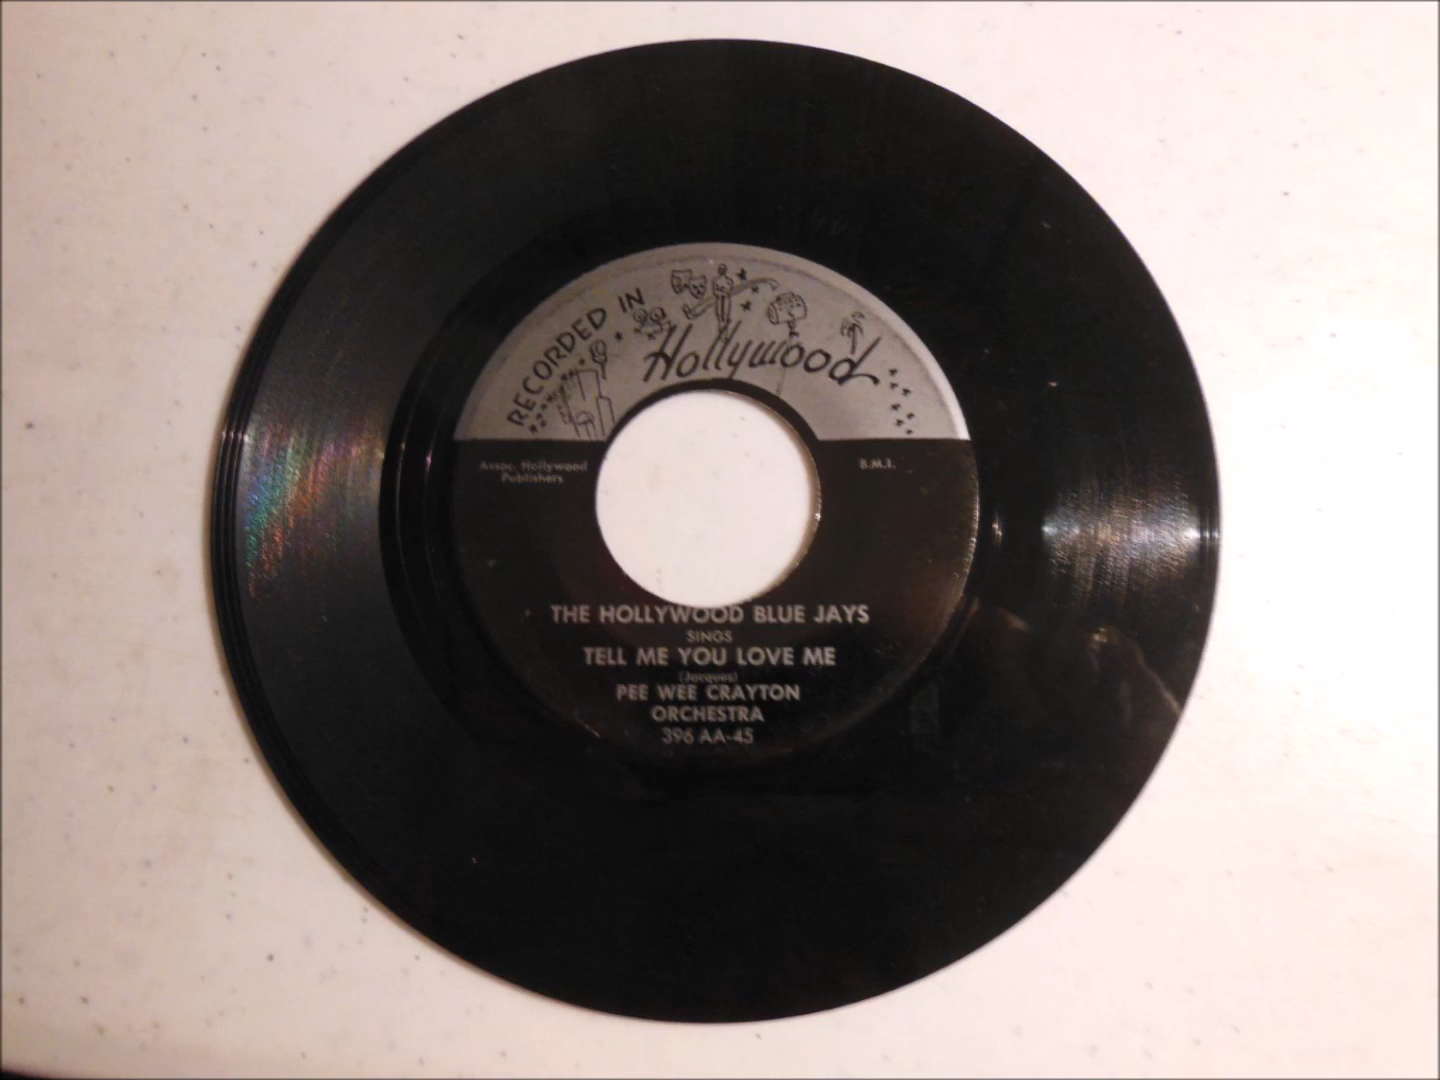 RECORDED IN
Hollywood
Assoc. Hollywood
Publishers
B.M.I.
THE HOLLYWOOD BLUE JAYS
SINGS
TELL ME YOU LOVE ME
(Jacques)
PEE WEE CRAYTON
ORCHESTRA
396 AA-45